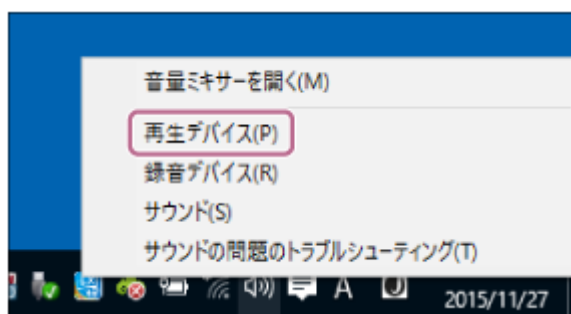 音量ミキサーを開く(M)
再生デバイス(P)
録音デバイス(R)
サウンド(S)
サウンドの問題のトラブルシューティング(T)
A
2015/11/27